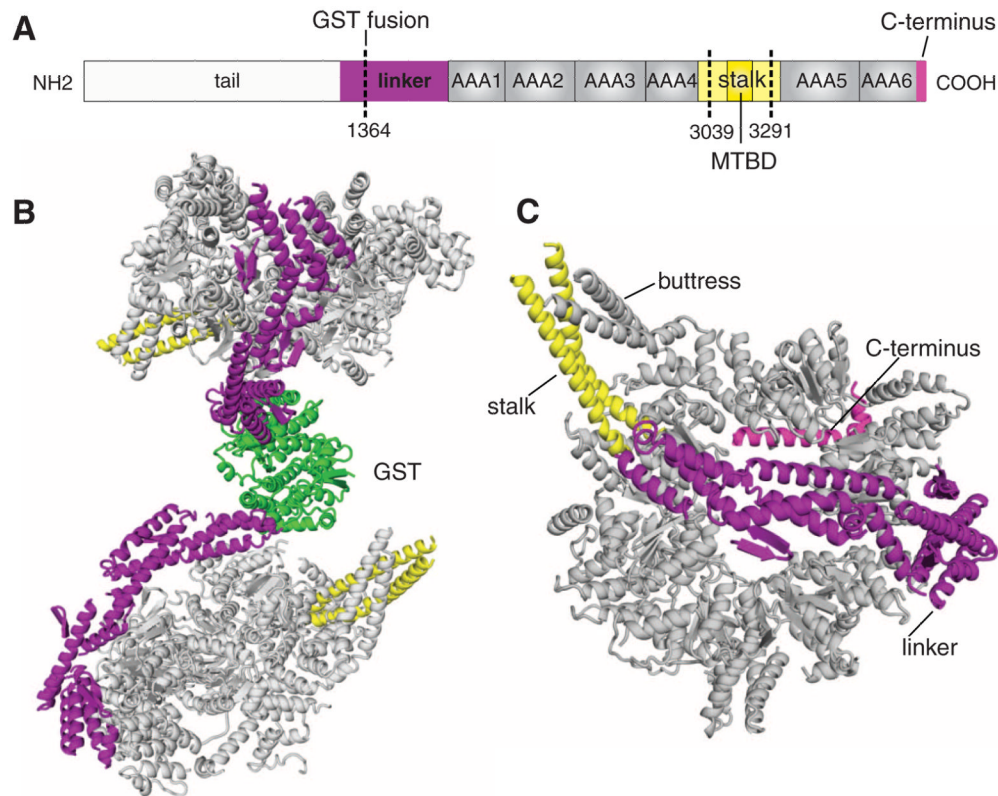 A
GST fusion
C-terminus
NH2
tail
linker
AAA1
AAA2
AAA3
AAA4
stalk
AAA5
AAA6
COOH
1364
3039
3291
MTBD
B
GST
C
buttress
C-terminus
stalk
linker